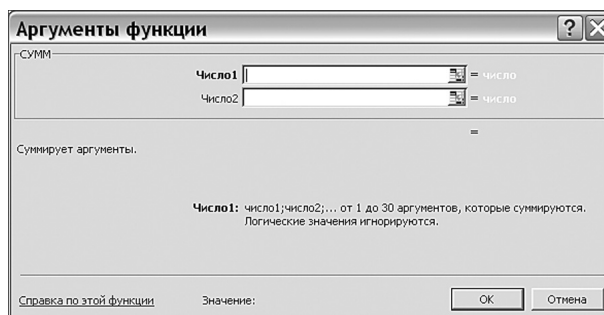 Аргументы функции
СУММ
Число1 = число
Число2 = число
=
Суммирует аргументы.
Число1: число1;число2;... от 1 до 30 аргументов, которые суммируются.
Логические значения игнорируются.
Справка по этой функции Значение: ОК Отмена